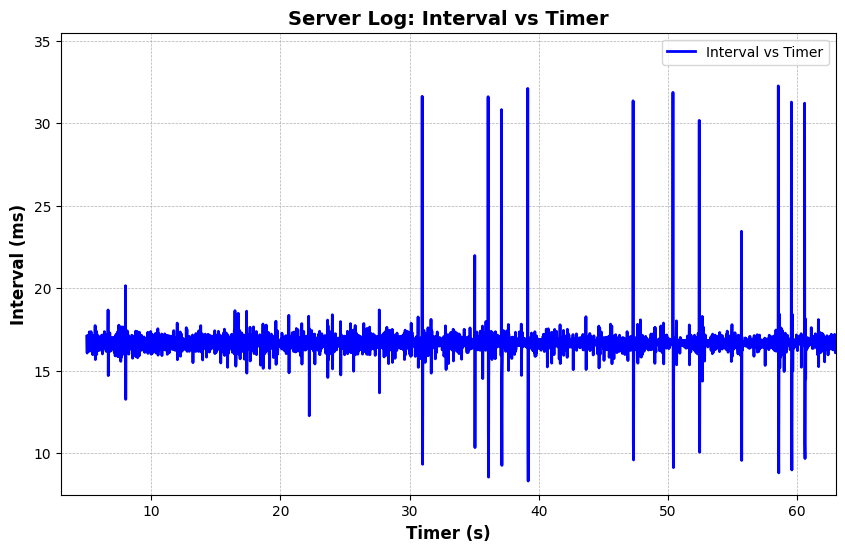 Server Log: Interval vs Timer
Interval vs Timer
35
30
25
20
15
10
Interval (ms)
10 20 30 40 50 60
Timer (s)